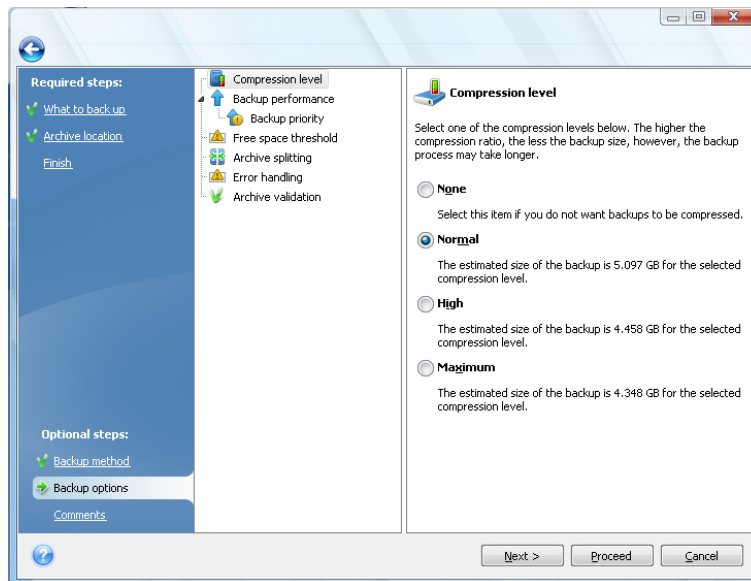 Required steps:
What to back up
Archive location
Finish
Optional steps:
Backup method
Backup options
Comments
Compression level
Backup performance
Backup priority
Free space threshold
Archive splitting
Error handling
Archive validation
Compression level
Select one of the compression levels below. The higher the
compression ratio, the less the backup size, however, the backup
process may take longer.
None
Select this item if you do not want backups to be compressed.
Normal
The estimated size of the backup is 5.097 GB for the selected
compression level.
High
The estimated size of the backup is 4.458 GB for the selected
compression level.
Maximum
The estimated size of the backup is 4.348 GB for the selected
compression level.
Next >
Proceed
Cancel